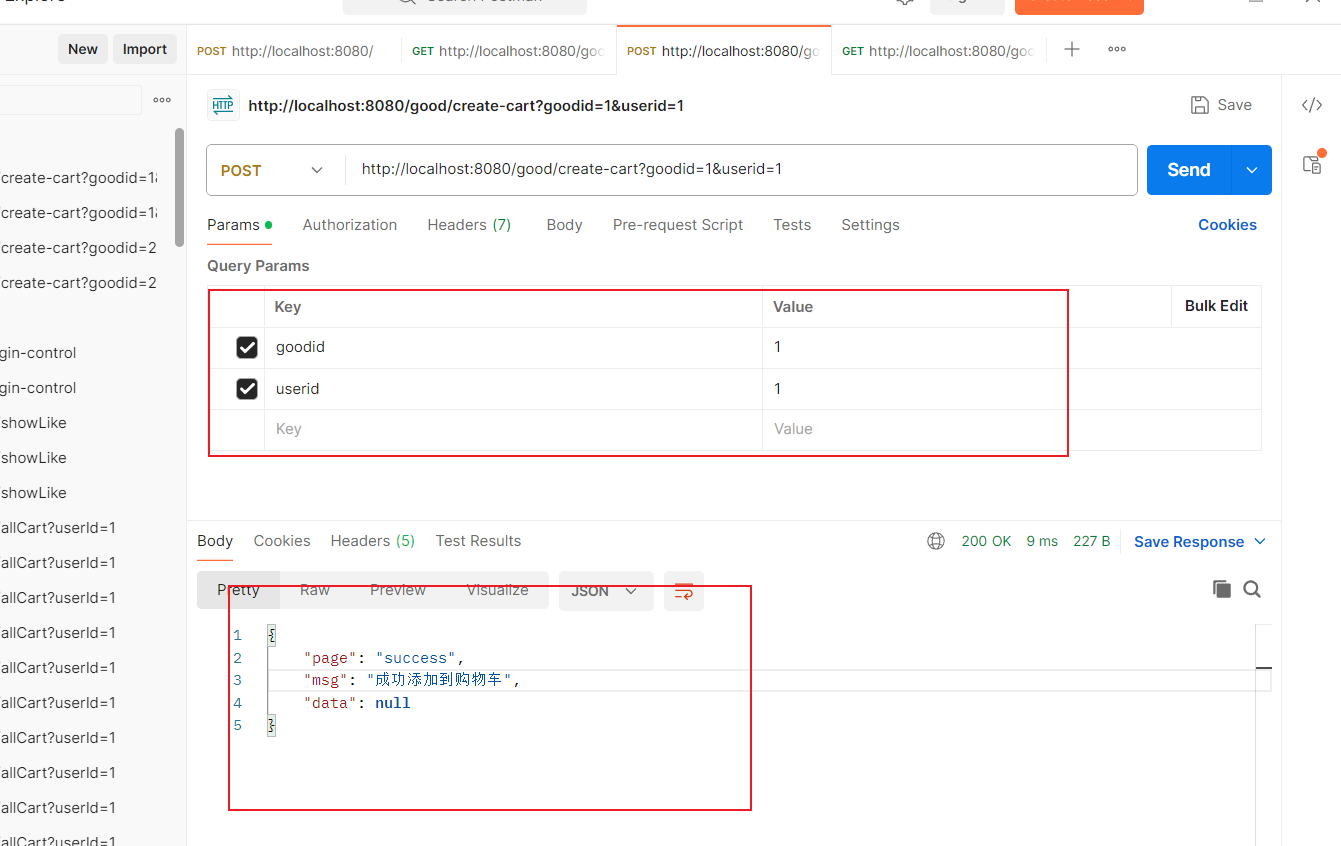 New Import POST http://localhost:8080/ GET http://localhost:8080/goo POST http://localhost:8080/go GET http://localhost:8080/goo
HTTP http://localhost:8080/good/create-cart?goodid=1&userid=1 Save
POST http://localhost:8080/good/create-cart?goodid=1&userid=1 Send
/create-cart?goodid=1&
/create-cart?goodid=1&
/create-cart?goodid=2
/create-cart?goodid=2
gin-control
gin-control
/showLike
/showLike
/showLike
/allCart?userId=1
/allCart?userId=1
/allCart?userId=1
/allCart?userId=1
/allCart?userId=1
/allCart?userId=1
/allCart?userId=1
/allCart?userId=1
/allCart?userId=1
/allCart?userId=1
Params Authorization Headers (7) Body Pre-request Script Tests Settings Cookies
Query Params
Key Value Bulk Edit
goodid 1
userid 1
Key Value
Body Cookies Headers (5) Test Results 200 OK 9 ms 227 B Save Response
Pretty Raw Preview Visualize JSON
1 {
2 "page": "success",
3 "msg": "成功添加到购物车",
4 "data": null
5 }